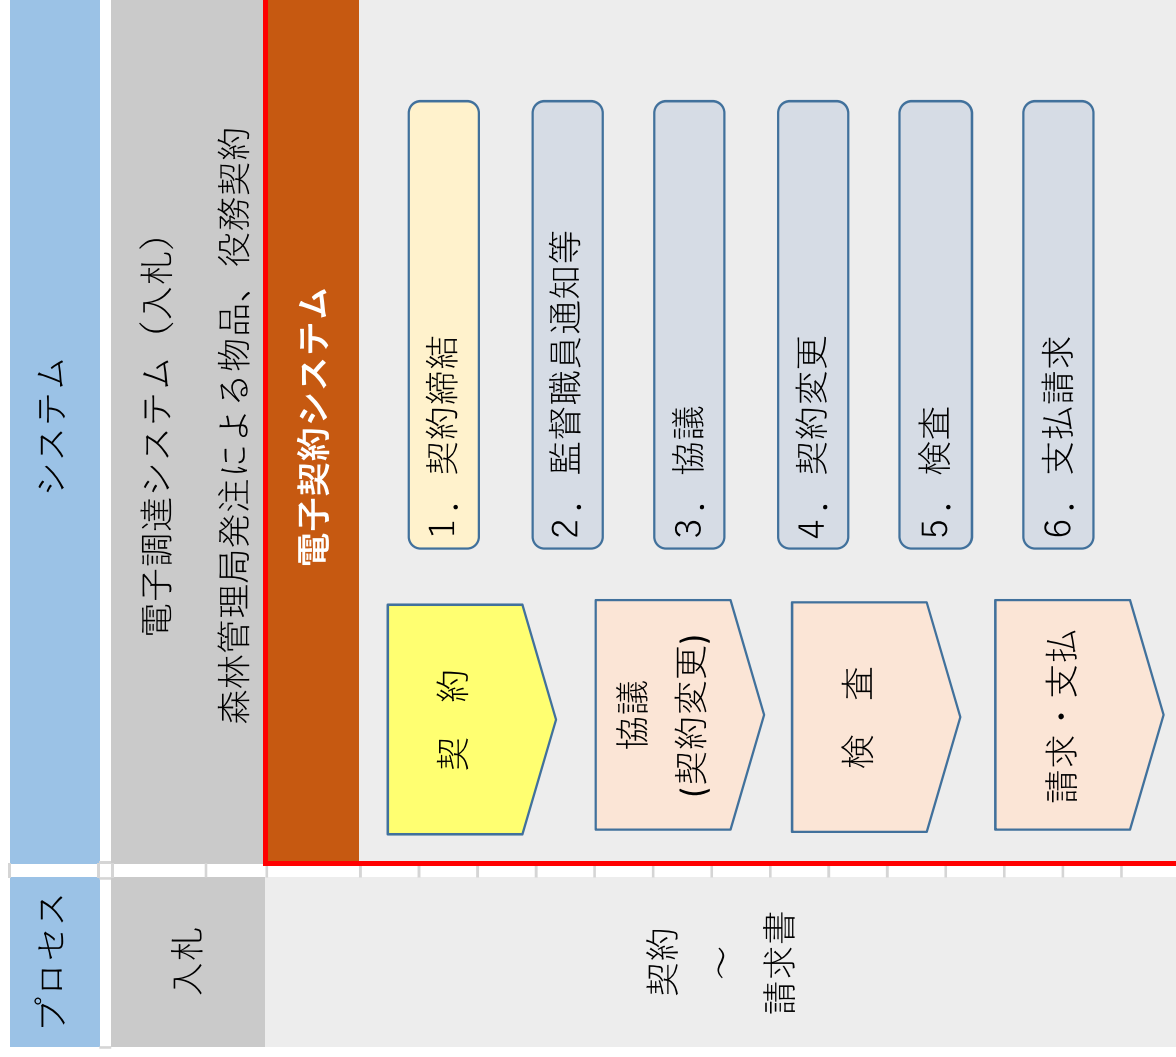 プロセス
システム
入札
電子調達システム（入札）
森林管理局発注による物品、役務契約
契約
～
請求書
電子契約システム
契　約
協議
(契約変更)
検　査
請求・支払
１．契約締結
２．監督職員通知等
３．協議
４．契約変更
５．検査
６．支払請求